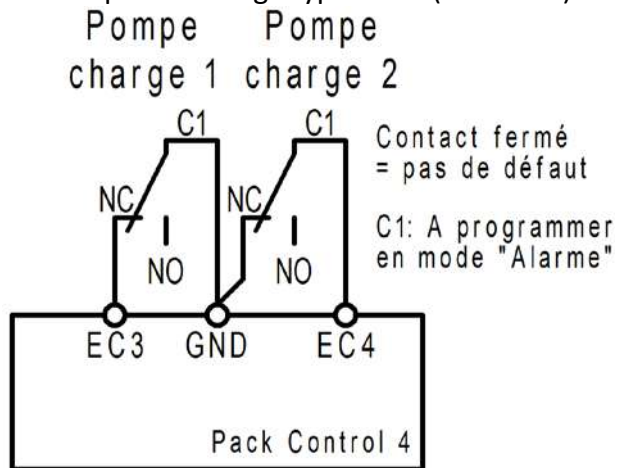 Pompe Pompe
charge 1 charge 2
C1 C1
Contact fermé
= pas de défaut
NC NC
C1: A programmer
en mode "Alarme"
NO NO
EC3 GND EC4
Pack Control 4